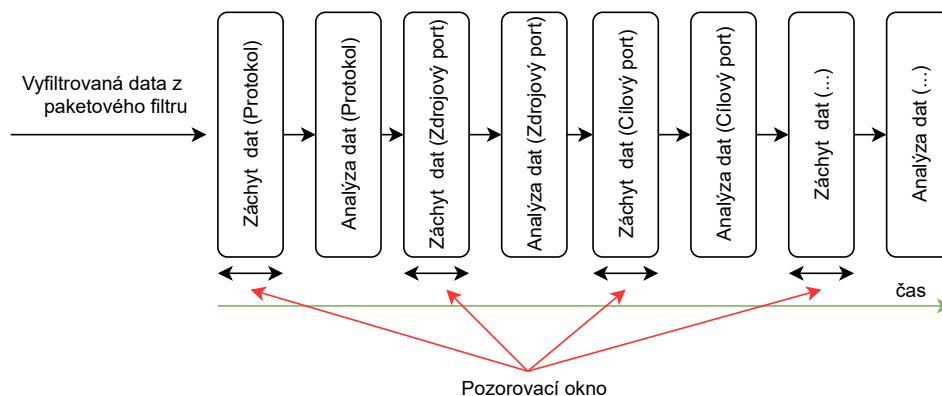 Vyfiltrovaná data z
paketového filtru
Záchyt dat (Protokol)
Analýza dat (Protokol)
Záchyt dat (Zdrojový port)
Analýza dat (Zdrojový port)
Záchyt dat (Cílový port)
Analýza dat (Cílový port)
Záchyt dat (...)
Analýza dat (...)
čas
Pozorovací okno